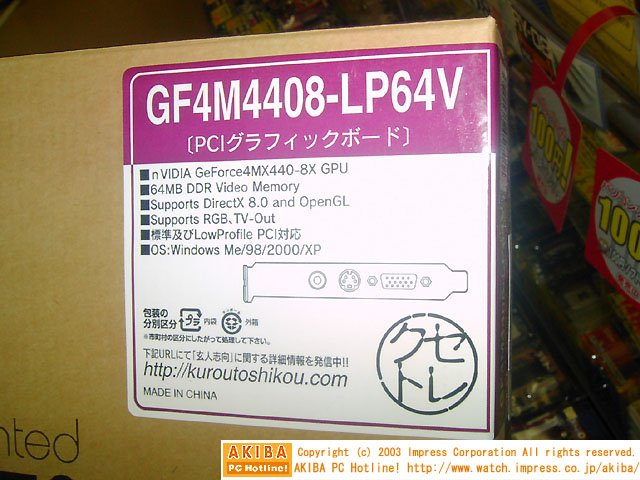 GF4M4408-LP64V
〔PCIグラフィックボード〕
■nVIDIA GeForce4MX440-8X GPU
■64MB DDR Video Memory
■Supports DirectX 8.0 and OpenGL
■Supports RGB,TV-Out
■標準及びLowProfile PCI対応
■OS:Windows Me/98/2000/XP
包装の
分別区分
プラ
内袋
外箱
※市町村の区分にしたがって処理して下さい。
下記URLにて「玄人志向」に関する詳細情報を発信中!!
http://kuroutoshikou.com
MADE IN CHINA
セレクト
nted
100
100
AKIBA
PC Hotline!
Copyright (c) 2003 Impress Corporation All rights reserved.
AKIBA PC Hotline! http://www.watch.impress.co.jp/akiba/